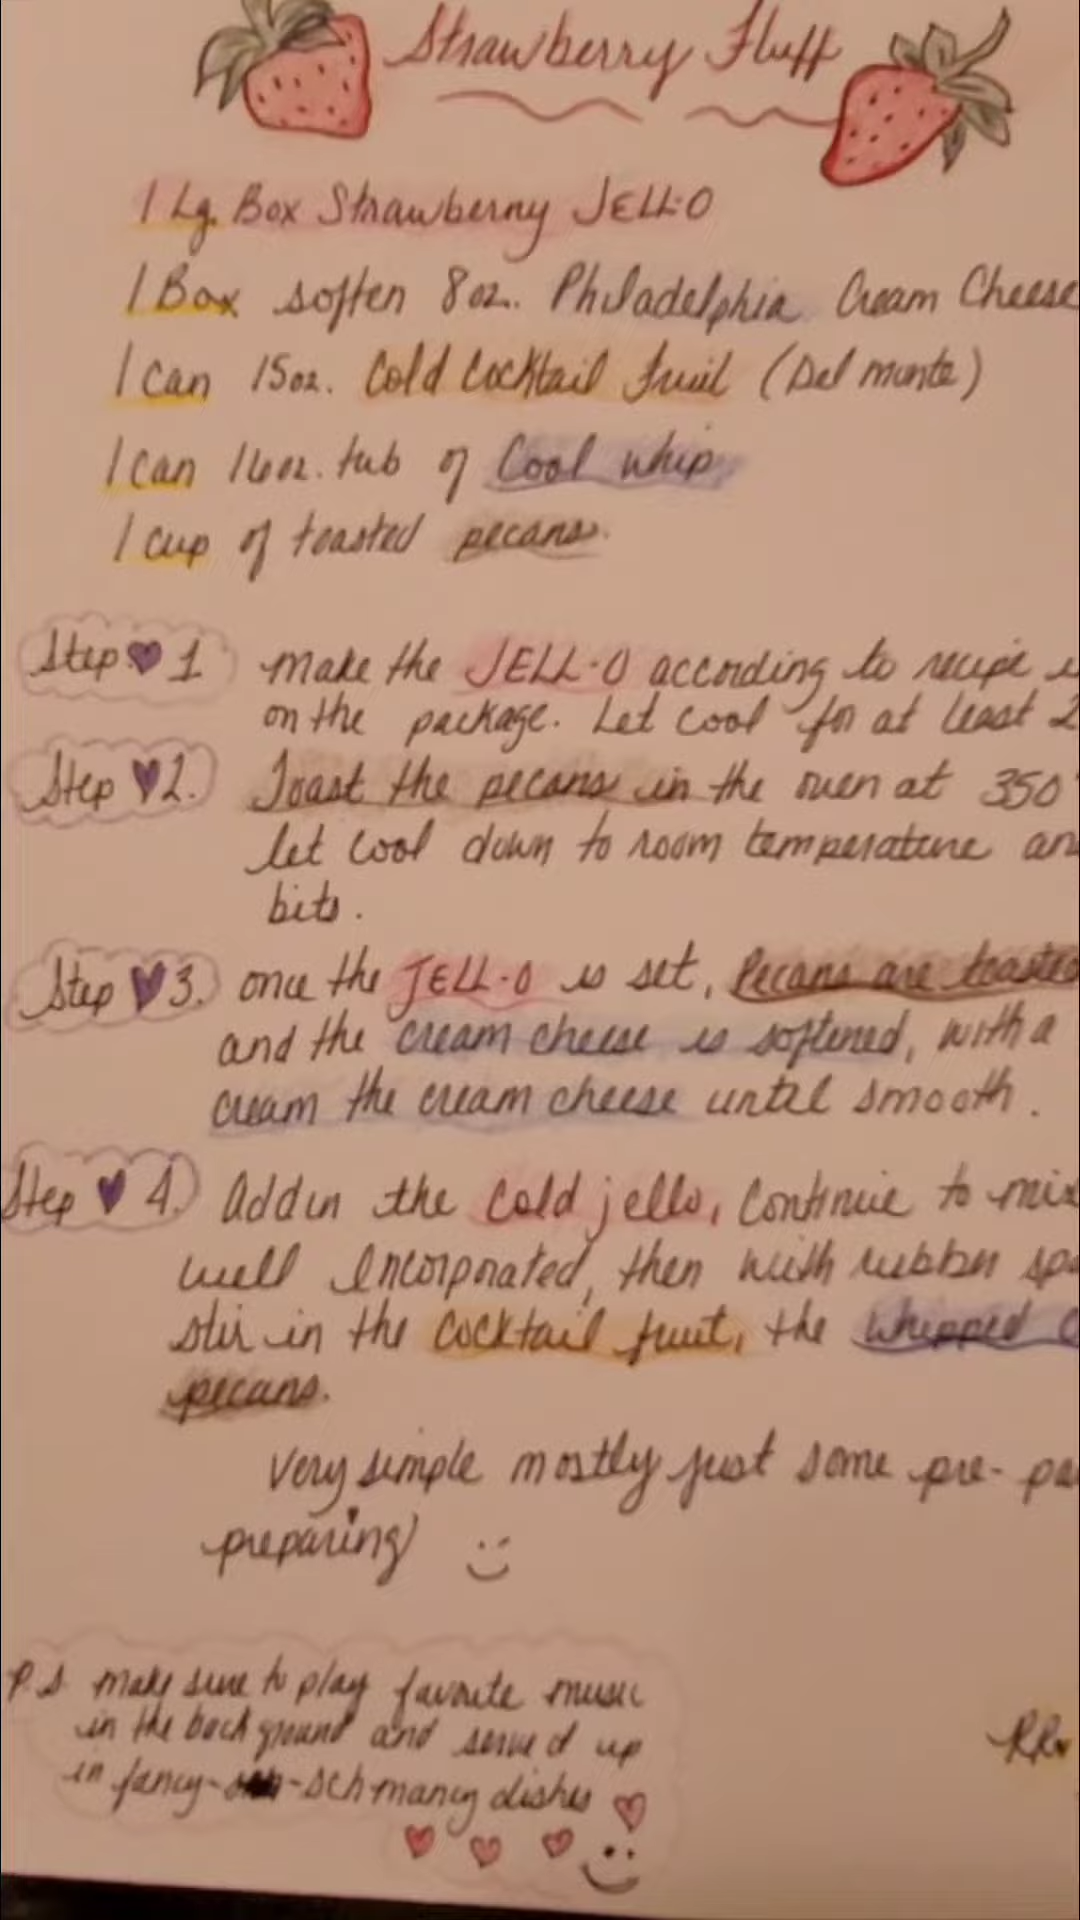 Strawberry Fluff
1 Lg. Box Strawberry JELL-O
1 Box soften 8oz. Philadelphia Cream Cheese
1 can 15oz. Cold Cocktail Fruit (Del monte)
1 can 16oz. tub of Cool whip
1 cup of toasted pecans.
Step 1 make the JELL-O according to recipe
on the package. Let cool for at least 2
Step 2. Toast the pecans in the oven at 350°
let cool down to room temperature
bits.
Step 3. once the JELL-O is set, Pecans are toasted
and the cream cheese is softened, with a
cream the cream cheese until smooth.
Step 4. Add in the cold jello, Continue to mix
well Incorporated, then with rubber
stir in the cocktail fruit, the whipped
pecans.
Very simple mostly just some pre-
preparing
P.S. make sure to play favorite music
in the back ground and serve d up
in fancy- -schmancy dishes